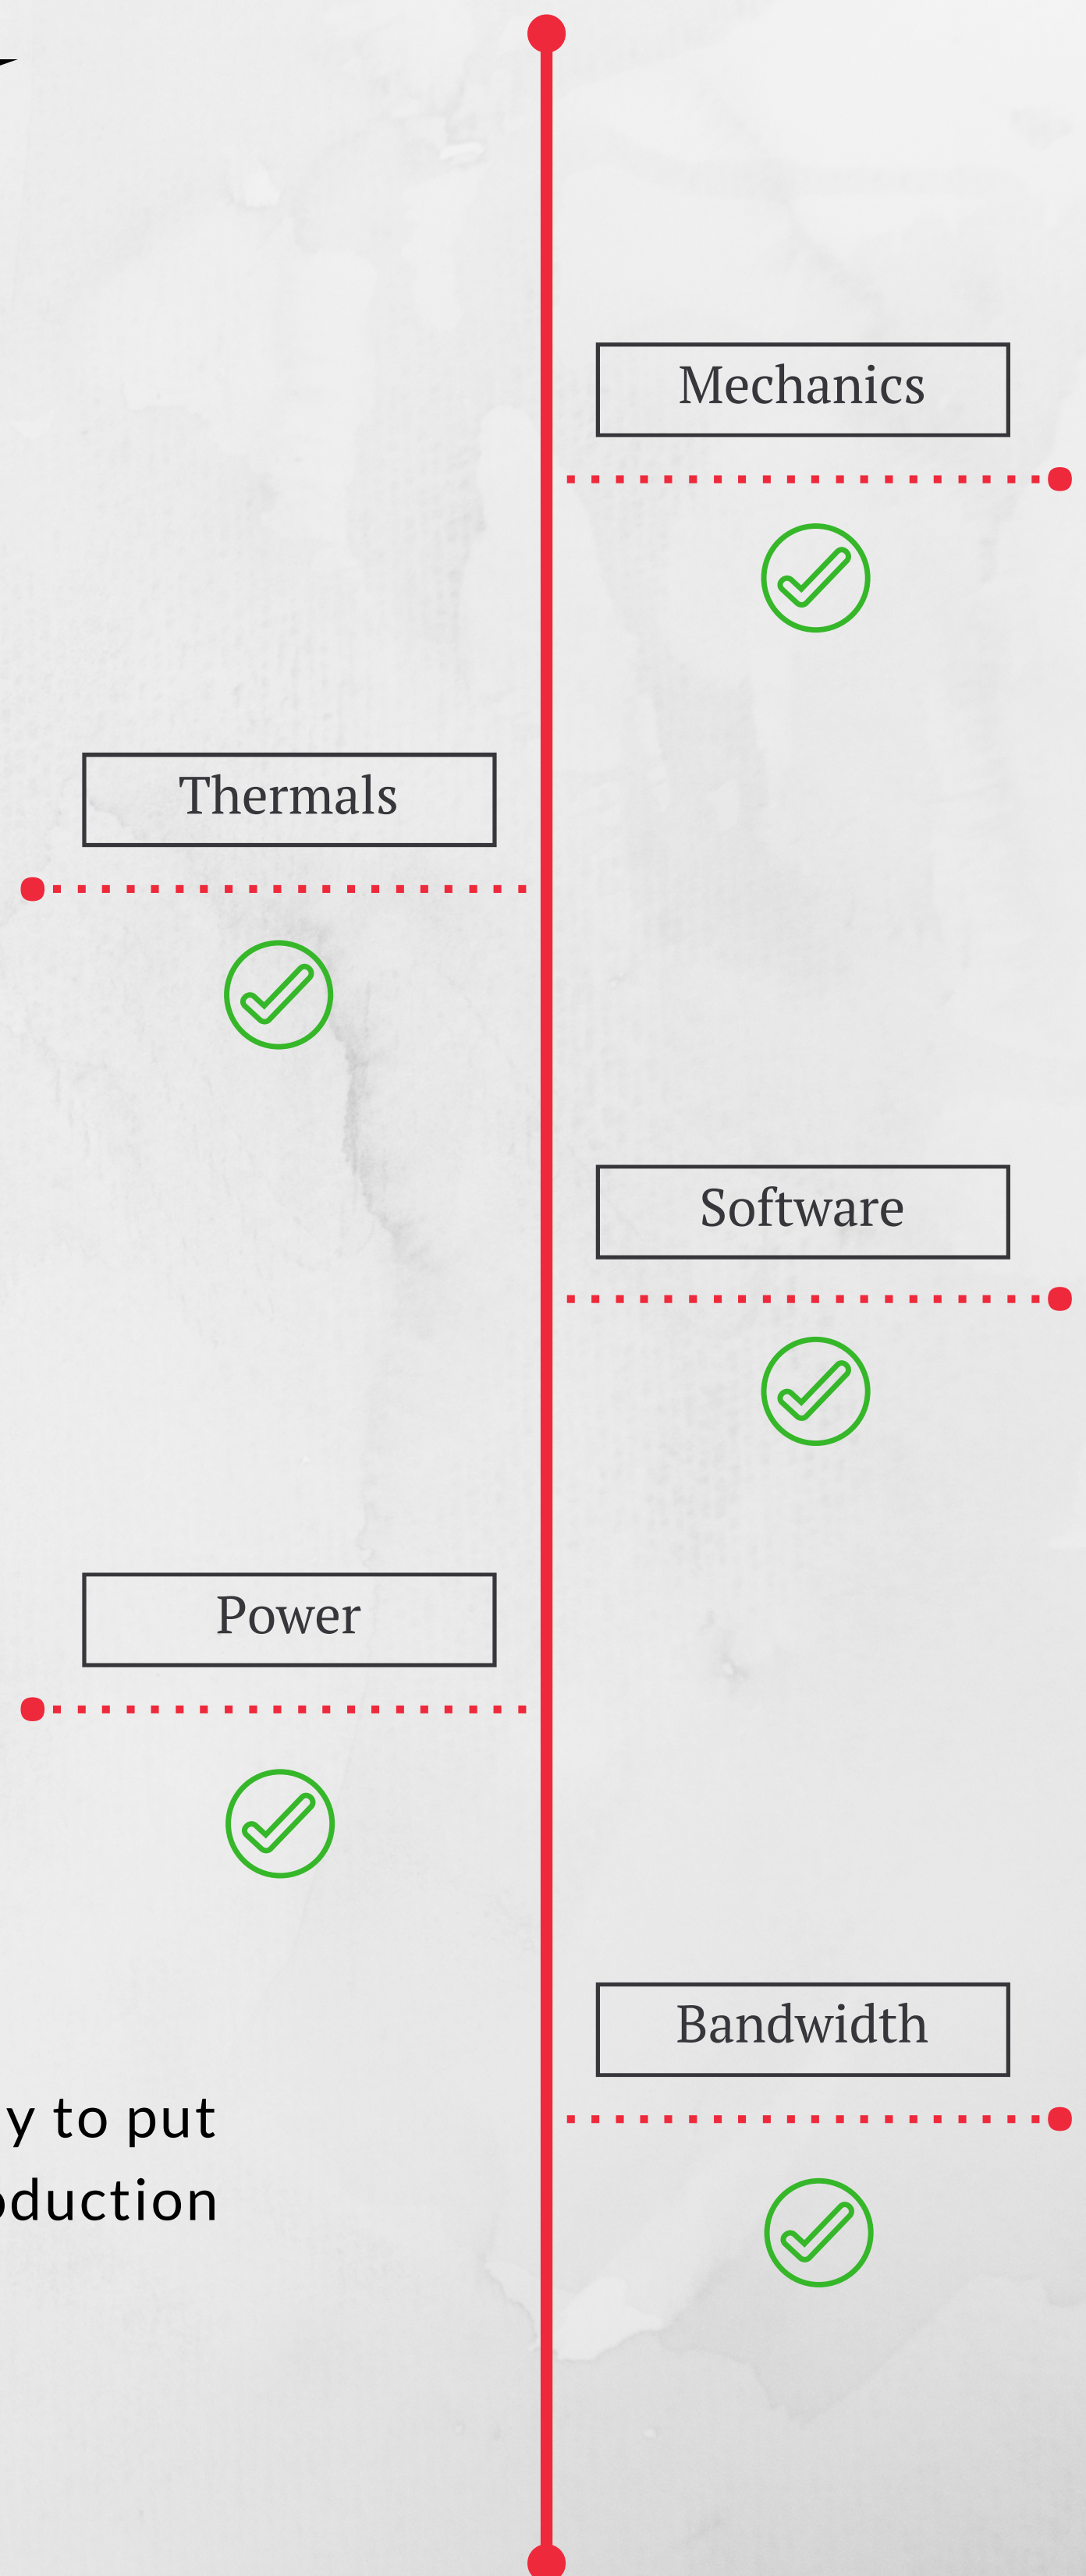 Mechanics
Thermals
Software
Power
Bandwidth
y to put
oduction